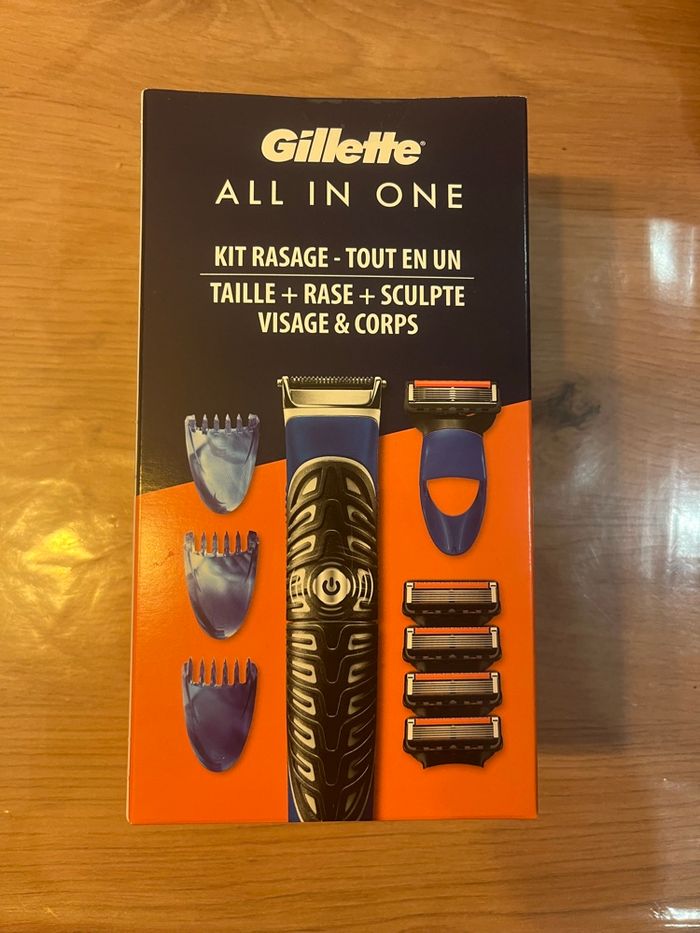 Gillette®
ALL IN ONE
KIT RASAGE - TOUT EN UN
TAILLE + RASE + SCULPTE
VISAGE & CORPS